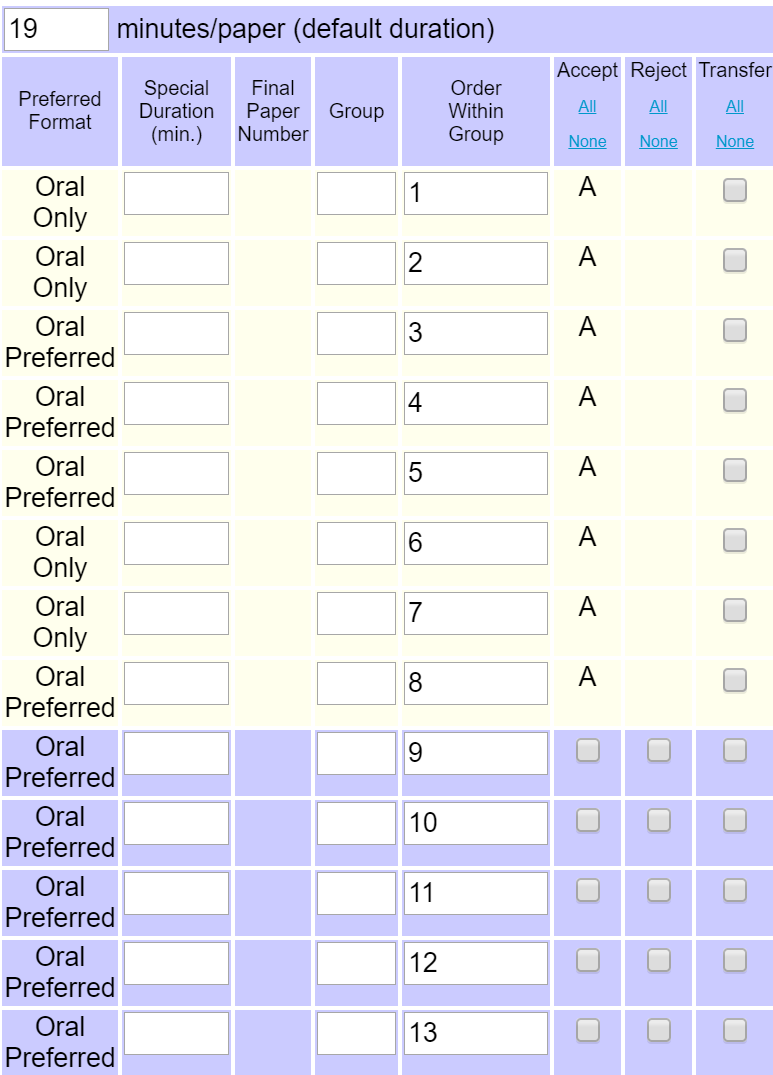 19 minutes/paper (default duration)
Preferred Format Special Duration (min.) Final Paper Number Group Order Within Group Accept Reject Transfer
All All All
None None None
Oral Only 1 A
Oral Only 2 A
Oral Preferred 3 A
Oral Preferred 4 A
Oral Preferred 5 A
Oral Only 6 A
Oral Only 7 A
Oral Preferred 8 A
Oral Preferred 9
Oral Preferred 10
Oral Preferred 11
Oral Preferred 12
Oral Preferred 13